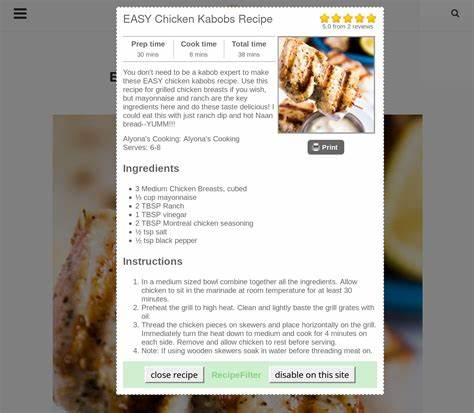 EASY Chicken Kabobs Recipe
5.0 from 2 reviews
Prep time Cook time Total time
30 mins 8 mins 38 mins
You don't need to be a kabob expert to make
these EASY chicken kabobs recipe. Use this
recipe for grilled chicken breasts if you wish,
but mayonnaise and ranch are the key
ingredients here and do these taste delicious! I
could eat this with just ranch dip and hot Naan
bread--YUMM!!!
Alyona's Cooking: Alyona's Cooking
Serves: 6-8
Print
Ingredients
• 3 Medium Chicken Breasts, cubed
• ⅓ cup mayonnaise
• 2 TBSP Ranch
• 1 TBSP vinegar
• 2 TBSP Montreal chicken seasoning
• ½ tsp salt
• ½ tsp black pepper
Instructions
1. In a medium sized bowl combine together all the ingredients. Allow
chicken to sit in the marinade at room temperature for at least 30
minutes.
2. Preheat the grill to high heat. Clean and lightly baste the grill grates with
oil.
3. Thread the chicken pieces on skewers and place horizontally on the grill.
Immediately turn the heat down to medium and cook for 4 minutes on
each side. Remove and allow chicken to rest before serving.
4. Note: If using wooden skewers soak in water before threading meat on.
close recipe RecipeFilter disable on this site